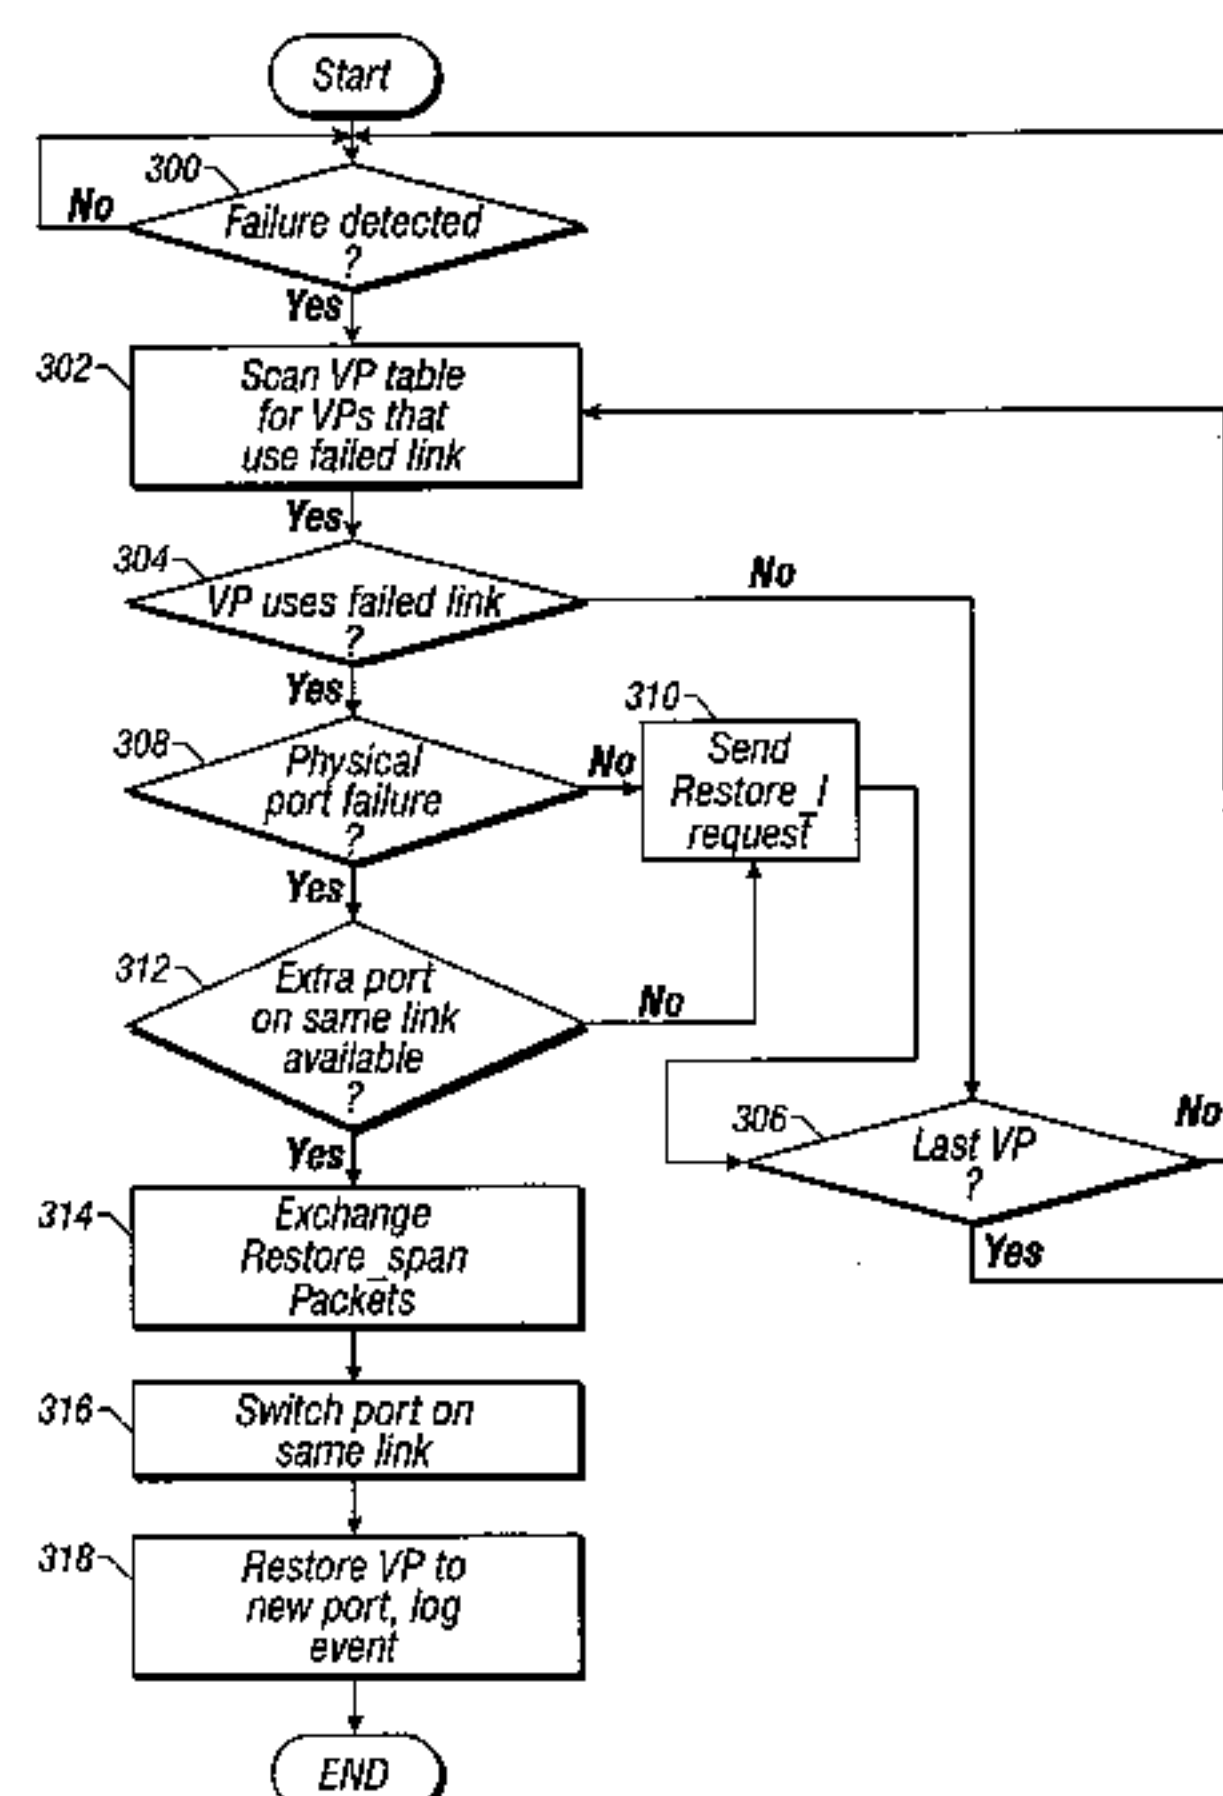 Start
300
No
Failure detected
?
Yes
302
Scan VP table
for VPs that
use failed link
Yes
304
VP uses failed link
?
No
Yes
308
Physical
port failure
?
No
310
Send
Restore_I
request
Yes
312
Extra port
on same link
available
?
No
306
Last VP
?
No
Yes
Yes
314
Exchange
Restore_span
Packets
316
Switch port on
same link
318
Restore VP to
new port, log
event
END